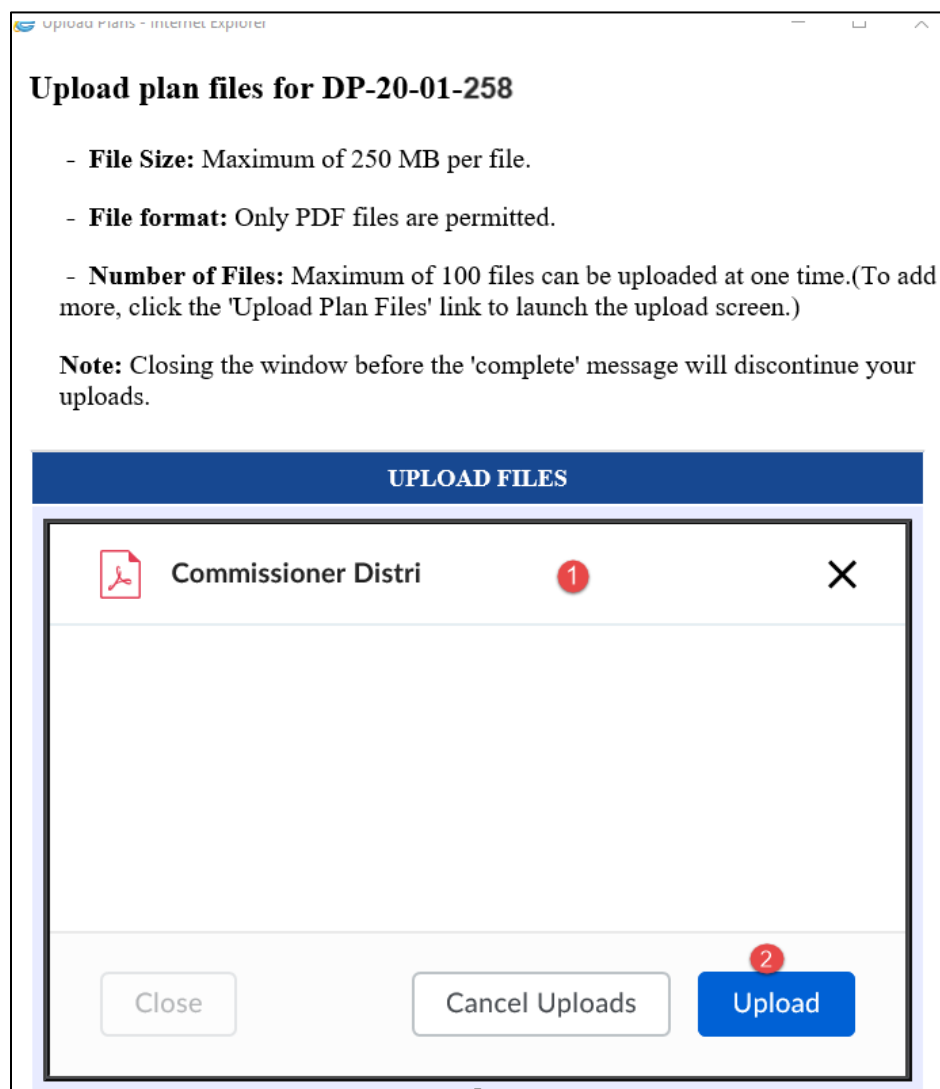 Upload Plans - Internet Explorer
Upload plan files for DP-20-01-258
- File Size: Maximum of 250 MB per file.
- File format: Only PDF files are permitted.
- Number of Files: Maximum of 100 files can be uploaded at one time.(To add
more, click the 'Upload Plan Files' link to launch the upload screen.)
Note: Closing the window before the 'complete' message will discontinue your
uploads.
UPLOAD FILES
Commissioner Distri 1
2
Close Cancel Uploads Upload